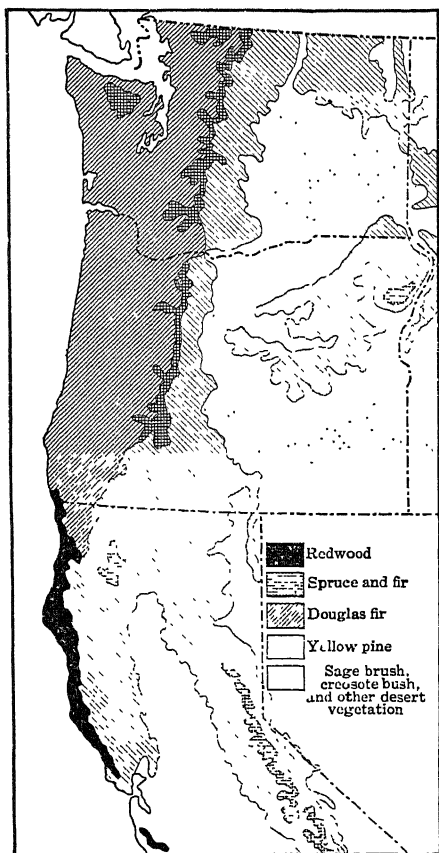 Redwood
Spruce and fir
Douglas fir
Yellow pine
Sage brush,
creosote bush,
and other desert
vegetation